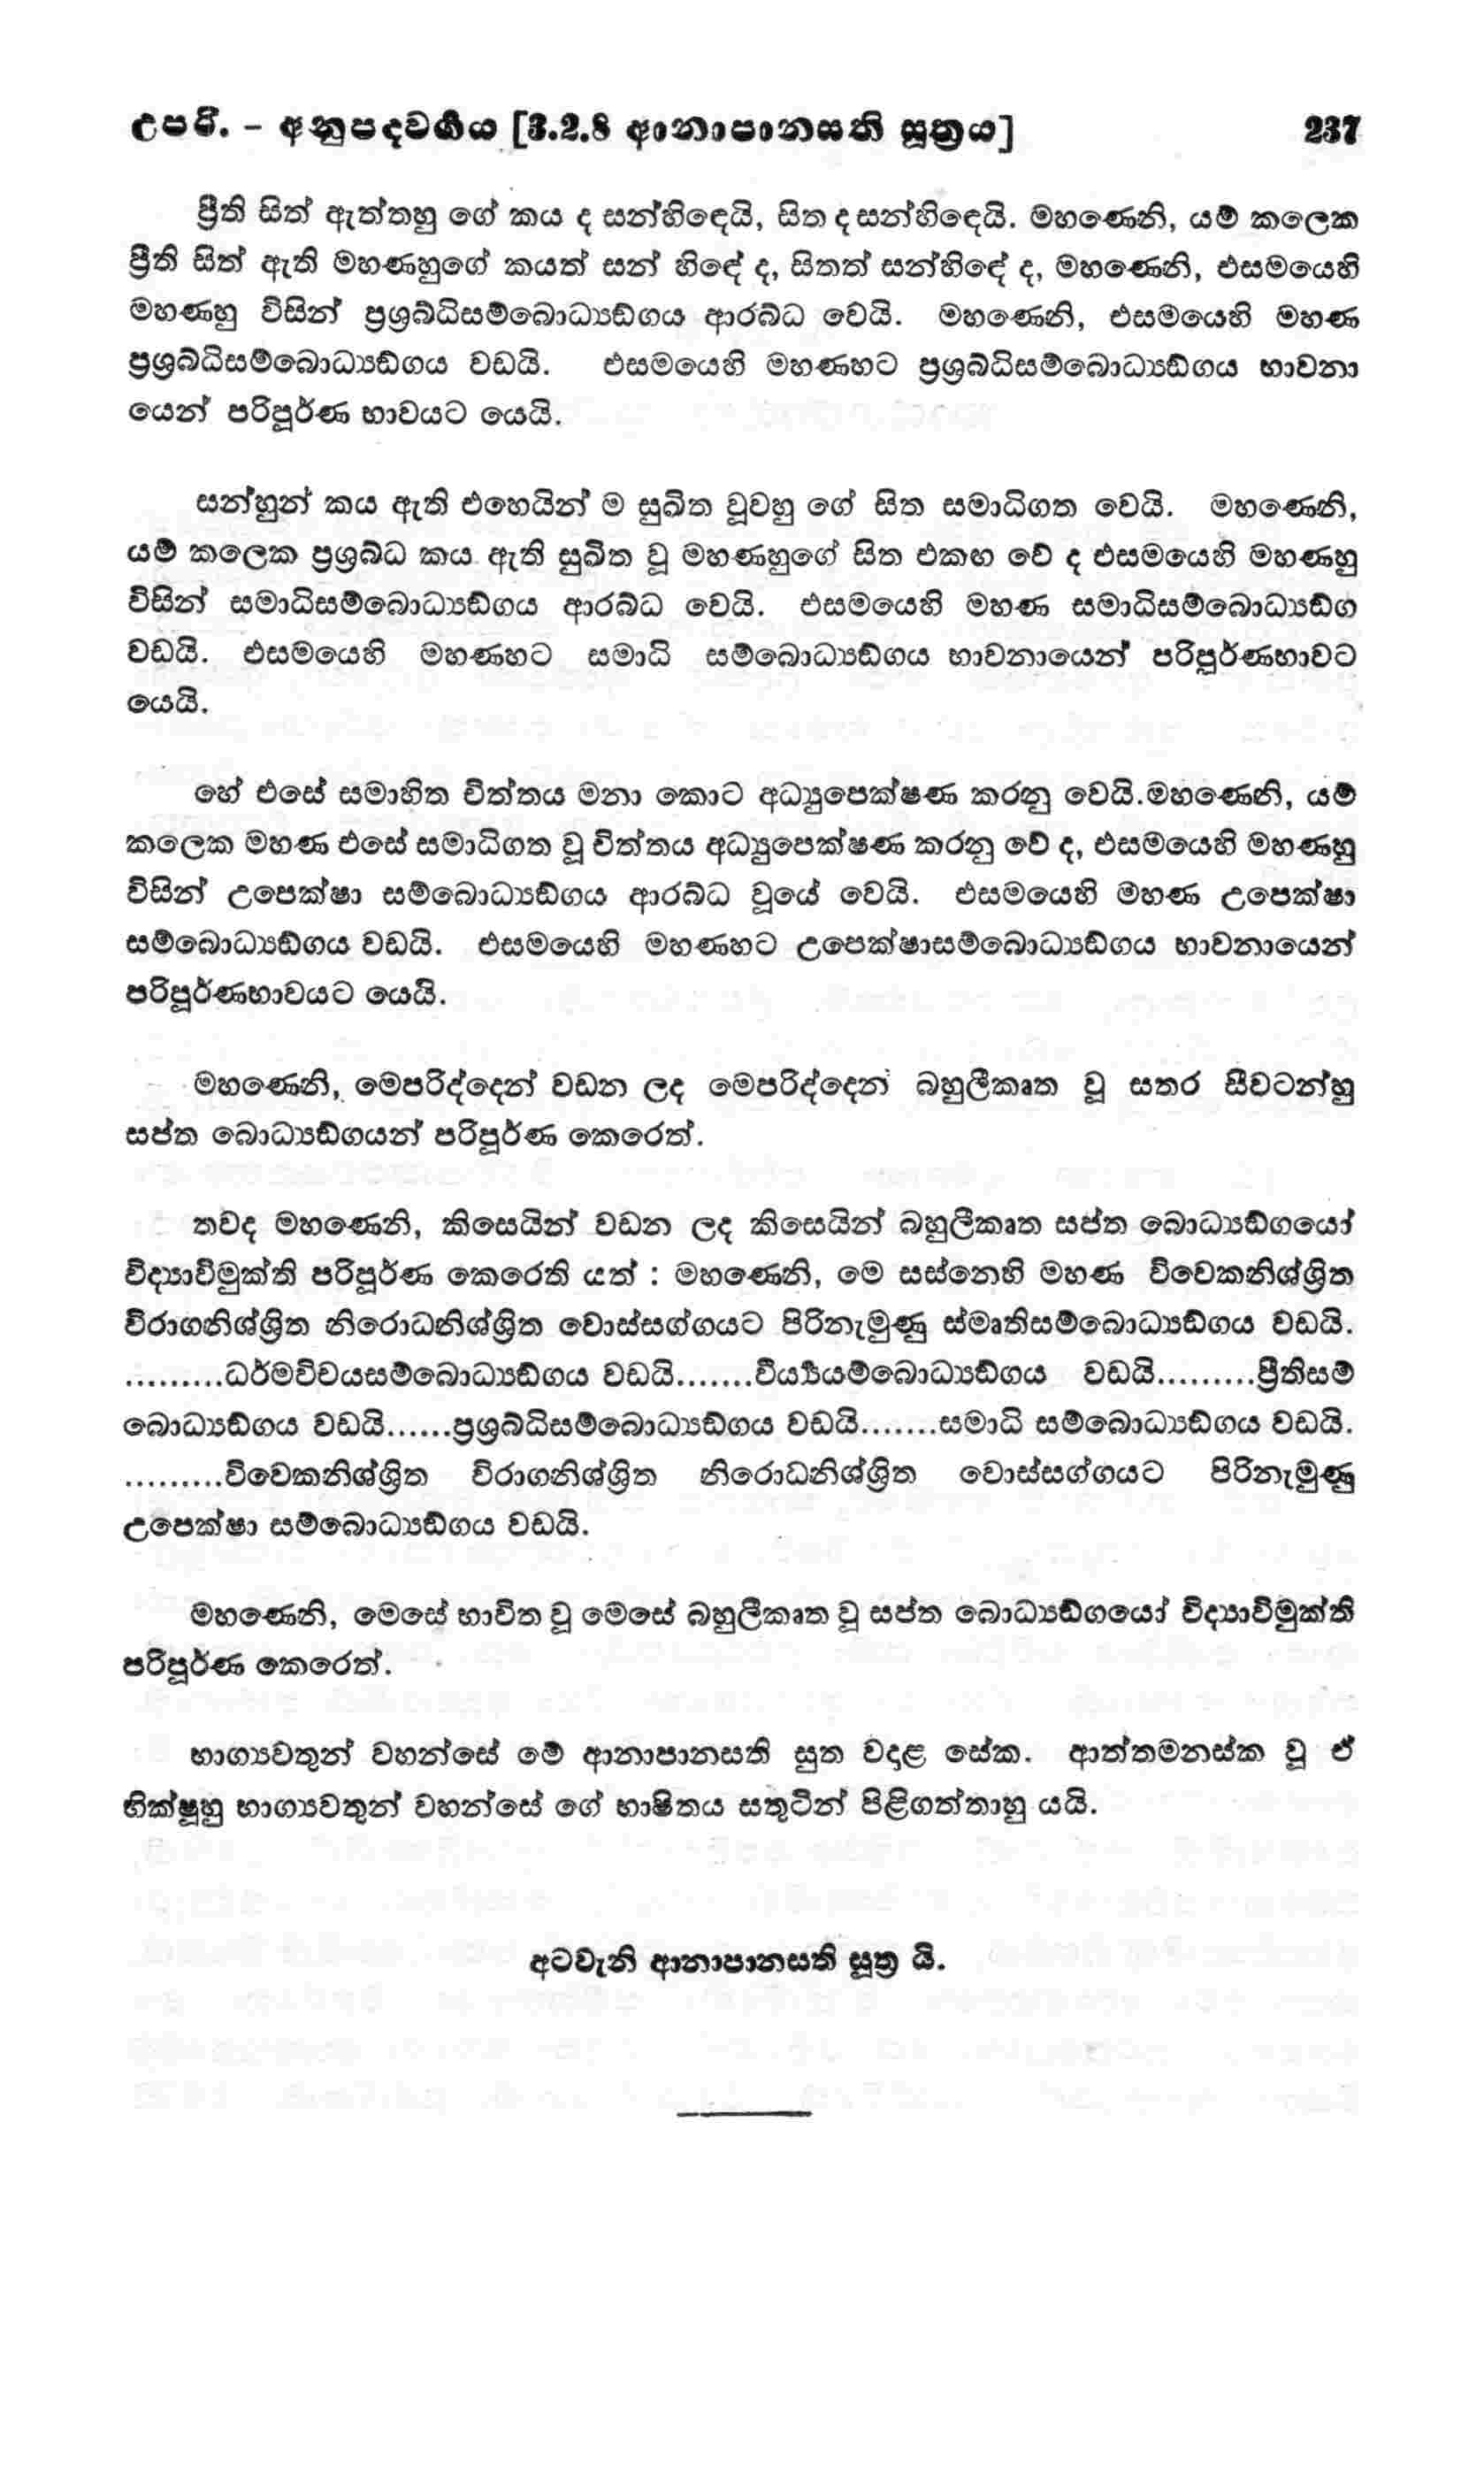 උපරි. - අනුපදවර්‍ගය [3.2.8 ආනාපානසති සූත්‍රය] 237
ප්‍රීති සිත් ඇත්තහු ගේ කය ද සන්හිඳෙයි, සිත ද සන්හිඳෙයි. මහණෙනි, යම් කලෙක
ප්‍රීති සිත් ඇති මහණහුගේ කයත් සන් හිඳේ ද, සිතත් සන්හිඳේ ද, මහණෙනි, එසමයෙහි
මහණහු විසින් ප්‍රශ්‍රබ්ධිසම්බොධ්‍යඞ්ගය ආරබ්ධ වෙයි. මහණෙනි, එසමයෙහි මහණ
ප්‍රශ්‍රබ්ධිසම්බොධ්‍යඞ්ගය වඩයි. එසමයෙහි මහණහට ප්‍රශ්‍රබ්ධිසම්බොධ්‍යඞ්ගය භාවනා
යෙන් පරිපූර්ණ භාවයට යෙයි.
සන්හුන් කය ඇති එහෙයින් ම සුඛිත වූවහු ගේ සිත සමාධිගත වෙයි. මහණෙනි,
යම් කලෙක ප්‍රශ්‍රබ්ධ කය ඇති සුඛිත වූ මහණහුගේ සිත එකඟ වේ ද එසමයෙහි මහණහු
විසින් සමාධිසම්බොධ්‍යඞ්ගය ආරබ්ධ වෙයි. එසමයෙහි මහණ සමාධිසම්බොධ්‍යඞ්ග
වඩයි. එසමයෙහි මහණහට සමාධි සම්බොධ්‍යඞ්ගය භාවනායෙන් පරිපූර්ණභාවට
යෙයි.
හේ එසේ සමාහිත චිත්තය මනා කොට අධ්‍යුපෙක්ෂණ කරනු වෙයි.මහණෙනි, යම්
කලෙක මහණ එසේ සමාධිගත වූ චිත්තය අධ්‍යුපෙක්ෂණ කරනු වේ ද, එසමයෙහි මහණහු
විසින් උපෙක්ෂා සම්බොධ්‍යඞ්ගය ආරබ්ධ වූයේ වෙයි. එසමයෙහි මහණ උපෙක්ෂා
සම්බොධ්‍යඞ්ගය වඩයි. එසමයෙහි මහණහට උපෙක්ෂාසම්බොධ්‍යඞ්ගය භාවනායෙන්
පරිපූර්ණභාවයට යෙයි.
මහණෙනි, මෙපරිද්දෙන් වඩන ලද මෙපරිද්දෙන් බහුලීකෘත වූ සතර සීවටන්හු
සප්ත බොධ්‍යඞ්ගයන් පරිපූර්ණ කෙරෙත්.
තවද මහණෙනි, කිසෙයින් වඩන ලද කිසෙයින් බහුලීකෘත සප්ත බොධ්‍යඞ්ගයෝ
විද්‍යාවිමුක්ති පරිපූර්ණ කෙරෙති යත් : මහණෙනි, මෙ සස්නෙහි මහණ විවෙකනිශ්ශ්‍රිත
විරාගනිශ්ශ්‍රිත නිරොධනිශ්ශ්‍රිත වොස්සග්ගයට පිරිනැමුණු ස්මෘතිසම්බොධ්‍යඞ්ගය වඩයි.
.........ධර්මවිචයසම්බොධ්‍යඞ්ගය වඩයි.......වීර්‍ය්‍යයම්බොධ්‍යඞ්ගය වඩයි.........ප්‍රීතිසම්
බොධ්‍යඞ්ගය වඩයි......ප්‍රශ්‍රබ්ධිසම්බොධ්‍යඞ්ගය වඩයි.......සමාධි සම්බොධ්‍යඞ්ගය වඩයි.
.........විවෙකනිශ්ශ්‍රිත විරාගනිශ්ශ්‍රිත නිරොධනිශ්ශ්‍රිත වොස්සග්ගයට පිරිනැමුණු
උපෙක්ෂා සම්බොධ්‍යඞ්ගය වඩයි.
මහණෙනි, මෙසේ භාවිත වූ මෙසේ බහුලීකෘත වූ සප්ත බොධ්‍යඞ්ගයෝ විද්‍යාවිමුක්ති
පරිපූර්ණ කෙරෙත්.
භාග්‍යවතුන් වහන්සේ මේ ආනාපානසති සුත වදාළ සේක. ආත්තමනස්ක වූ ඒ
භික්ෂූහු භාග්‍යවතුන් වහන්සේ ගේ භාෂිතය සතුටින් පිළිගත්තාහු යයි.
අටවැනි ආනාපානසති සූත්‍ර යි.